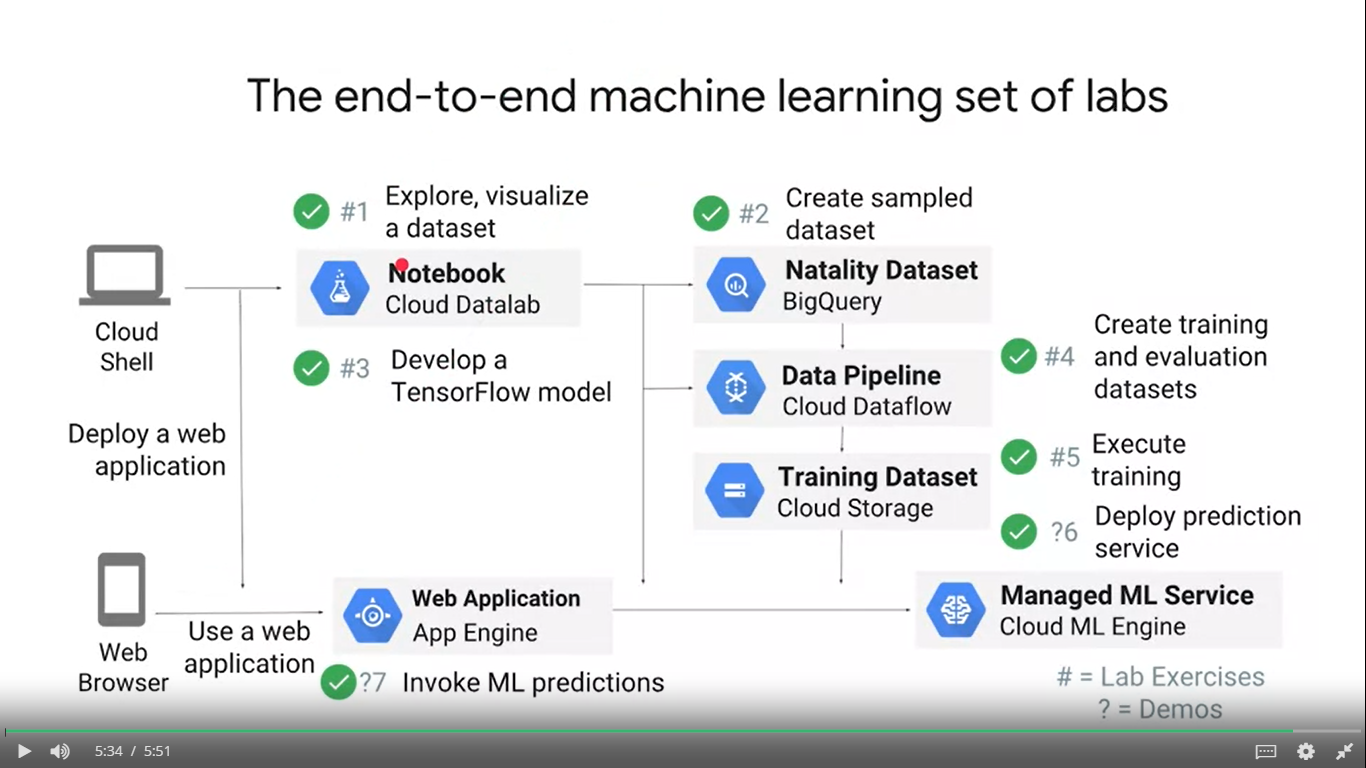 The end-to-end machine learning set of labs
#1 Explore, visualize
a dataset
#2 Create sampled
dataset
Notebook
Cloud Datalab
Natality Dataset
BigQuery
Cloud
Shell
#3 Develop a
TensorFlow model
Data Pipeline
Cloud Dataflow
#4 Create training
and evaluation
datasets
Deploy a web
application
Training Dataset
Cloud Storage
#5 Execute
training
?6 Deploy prediction
service
Web
Browser
Use a web
application
Web Application
App Engine
Managed ML Service
Cloud ML Engine
?7 Invoke ML predictions
# = Lab Exercises
? = Demos
5:34 / 5:51